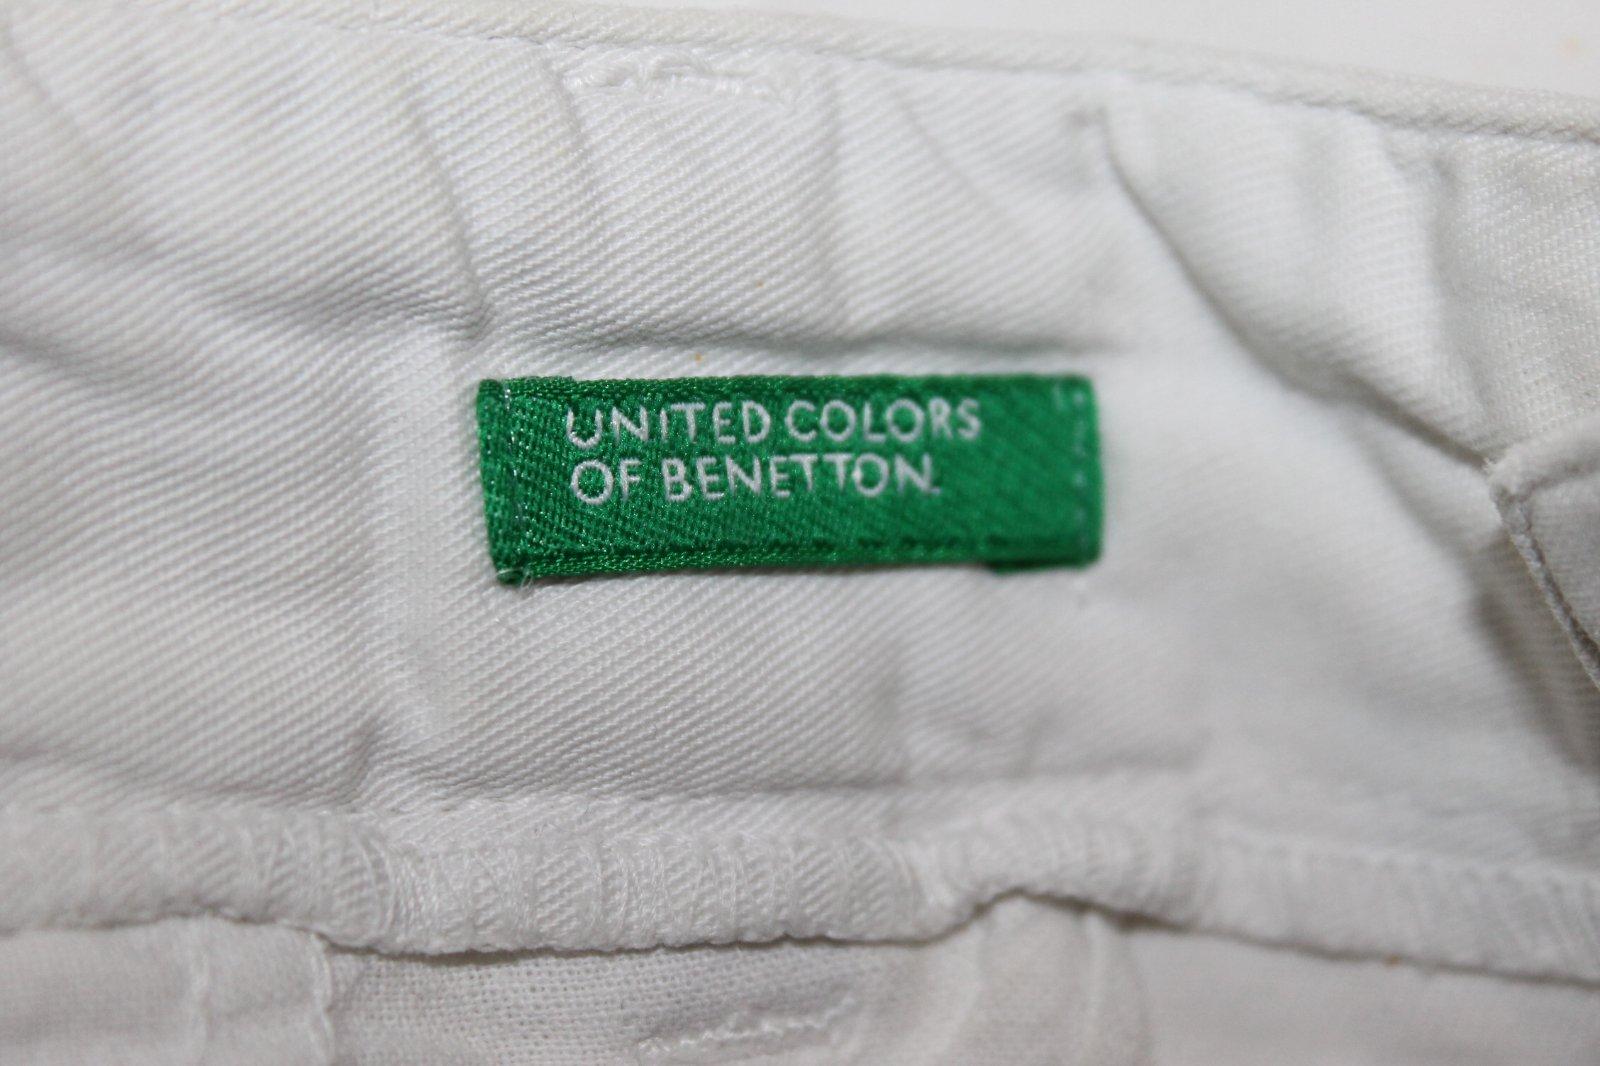 UNITED COLORS
OF BENETTON.